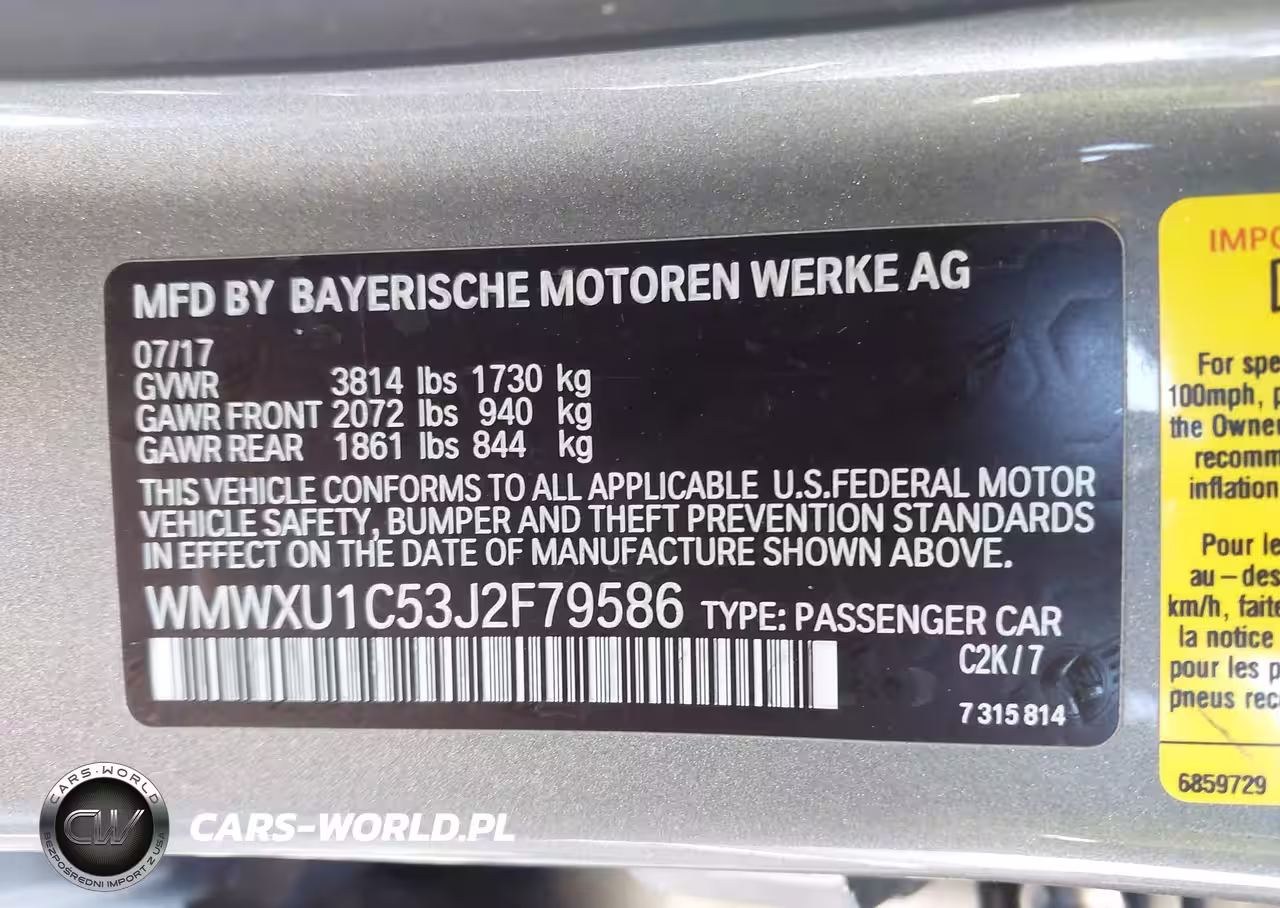 MFD BY BAYERISCHE MOTOREN WERKE AG
07/17
GVWR 3814 lbs 1730 kg
GAWR FRONT 2072 lbs 940 kg
GAWR REAR 1861 lbs 844 kg
THIS VEHICLE CONFORMS TO ALL APPLICABLE U.S.FEDERAL MOTOR
VEHICLE SAFETY, BUMPER AND THEFT PREVENTION STANDARDS
IN EFFECT ON THE DATE OF MANUFACTURE SHOWN ABOVE.
WMWXU1C53J2F79586 TYPE: PASSENGER CAR
C2K/7
7 315 814
IMPO
For spe
100mph, p
the Owner
recomm
inflation
Pour le
au-des
km/h, faite
la notice
pour les p
pneus rec
6859729
CARS-WORLD
CW
BEZPOŚREDNI IMPORT Z USA
CARS-WORLD.PL